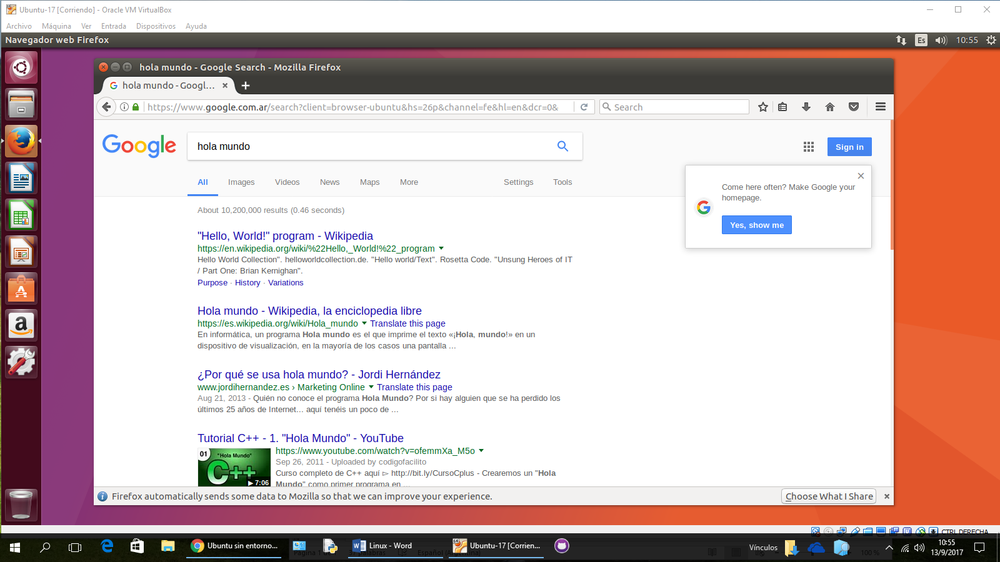 Ubuntu-17 [Corriendo] - Oracle VM VirtualBox
Archivo Máquina Ver Entrada Dispositivos Ayuda
Navegador web Firefox
Es
10:55
hola mundo - Google Search - Mozilla Firefox
hola mundo - Googl...
https://www.google.com.ar/search?client=browser-ubuntu&hs=26p&channel=fe&hl=en&dcr=0&
Search
Google
hola mundo
Sign in
All Images Videos News Maps More Settings Tools
Come here often? Make Google your
homepage.
Yes, show me
About 10,200,000 results (0.46 seconds)
"Hello, World!" program - Wikipedia
https://en.wikipedia.org/wiki/%22Hello,_World!%22_program
Hello World Collection". helloworldcollection.de. "Hello world/Text". Rosetta Code. "Unsung Heroes of IT
/ Part One: Brian Kernighan".
Purpose · History · Variations
Hola mundo - Wikipedia, la enciclopedia libre
https://es.wikipedia.org/wiki/Hola_mundo Translate this page
En informática, un programa Hola mundo es el que imprime el texto «¡Hola, mundo!» en un
dispositivo de visualización, en la mayoría de los casos una pantalla ...
¿Por qué se usa hola mundo? - Jordi Hernández
www.jordihernandez.es › Marketing Online Translate this page
Aug 21, 2013 - Quién no conoce el programa Hola Mundo? Por si hay alguien que se ha perdido los
últimos 25 años de Internet... aquí tenéis un poco de ...
Tutorial C++ - 1. "Hola Mundo" - YouTube
01
"Hola Mundo"
C++
7:06
https://www.youtube.com/watch?v=ofemmXa_M5o
Sep 26, 2011 - Uploaded by codigofacilito
Curso completo de C++ aquí ▻ http://bit.ly/CursoCplus - Crearemos un "Hola
Mundo" como primer programa en ...
Firefox automatically sends some data to Mozilla so that we can improve your experience.
Choose What I Share
CTRL DERECHA
Ubuntu sin entorno...
Linux - Word
Ubuntu-17 [Corrien...
Vínculos
10:55
13/9/2017
Español (Argentina)
100 %